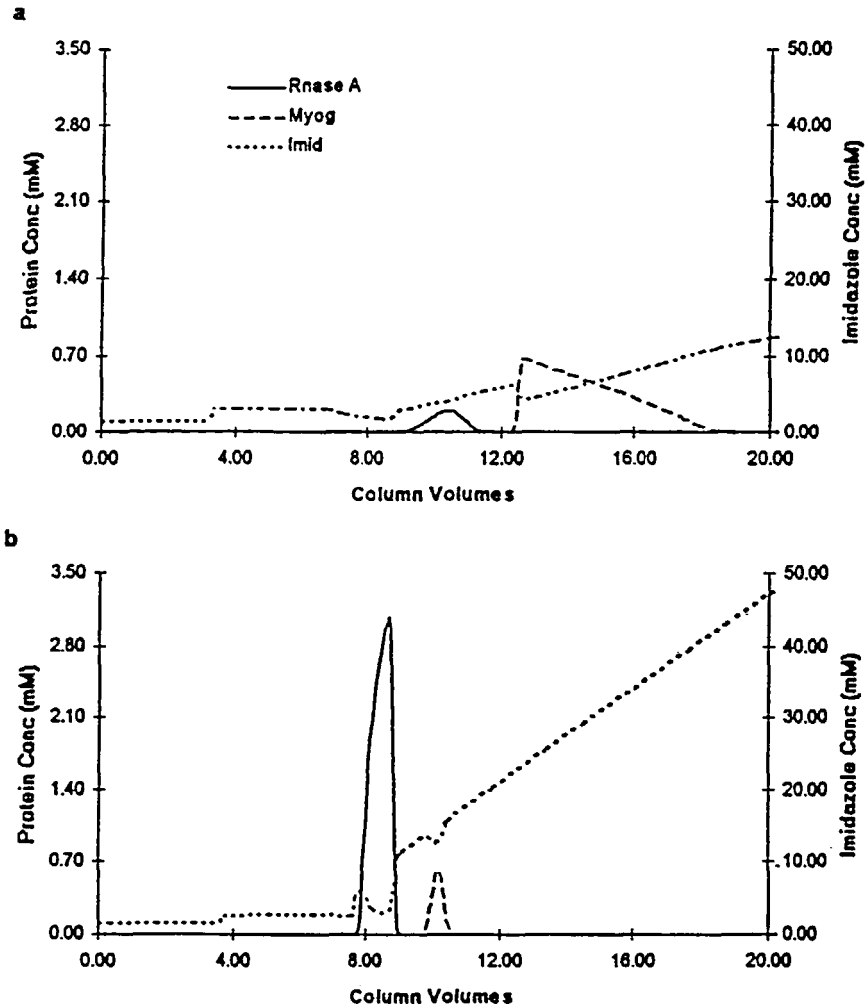 a
3.50
2.80
2.10
1.40
0.70
0.00
Protein Conc (mM)
Rnase A
Myog
Imid
50.00
40.00
30.00
20.00
10.00
0.00
Imidazole Conc (mM)
0.00 4.00 8.00 12.00 16.00 20.00
Column Volumes
b
3.50
2.80
2.10
1.40
0.70
0.00
Protein Conc (mM)
50.00
40.00
30.00
20.00
10.00
0.00
Imidazole Conc (mM)
0.00 4.00 8.00 12.00 16.00 20.00
Column Volumes